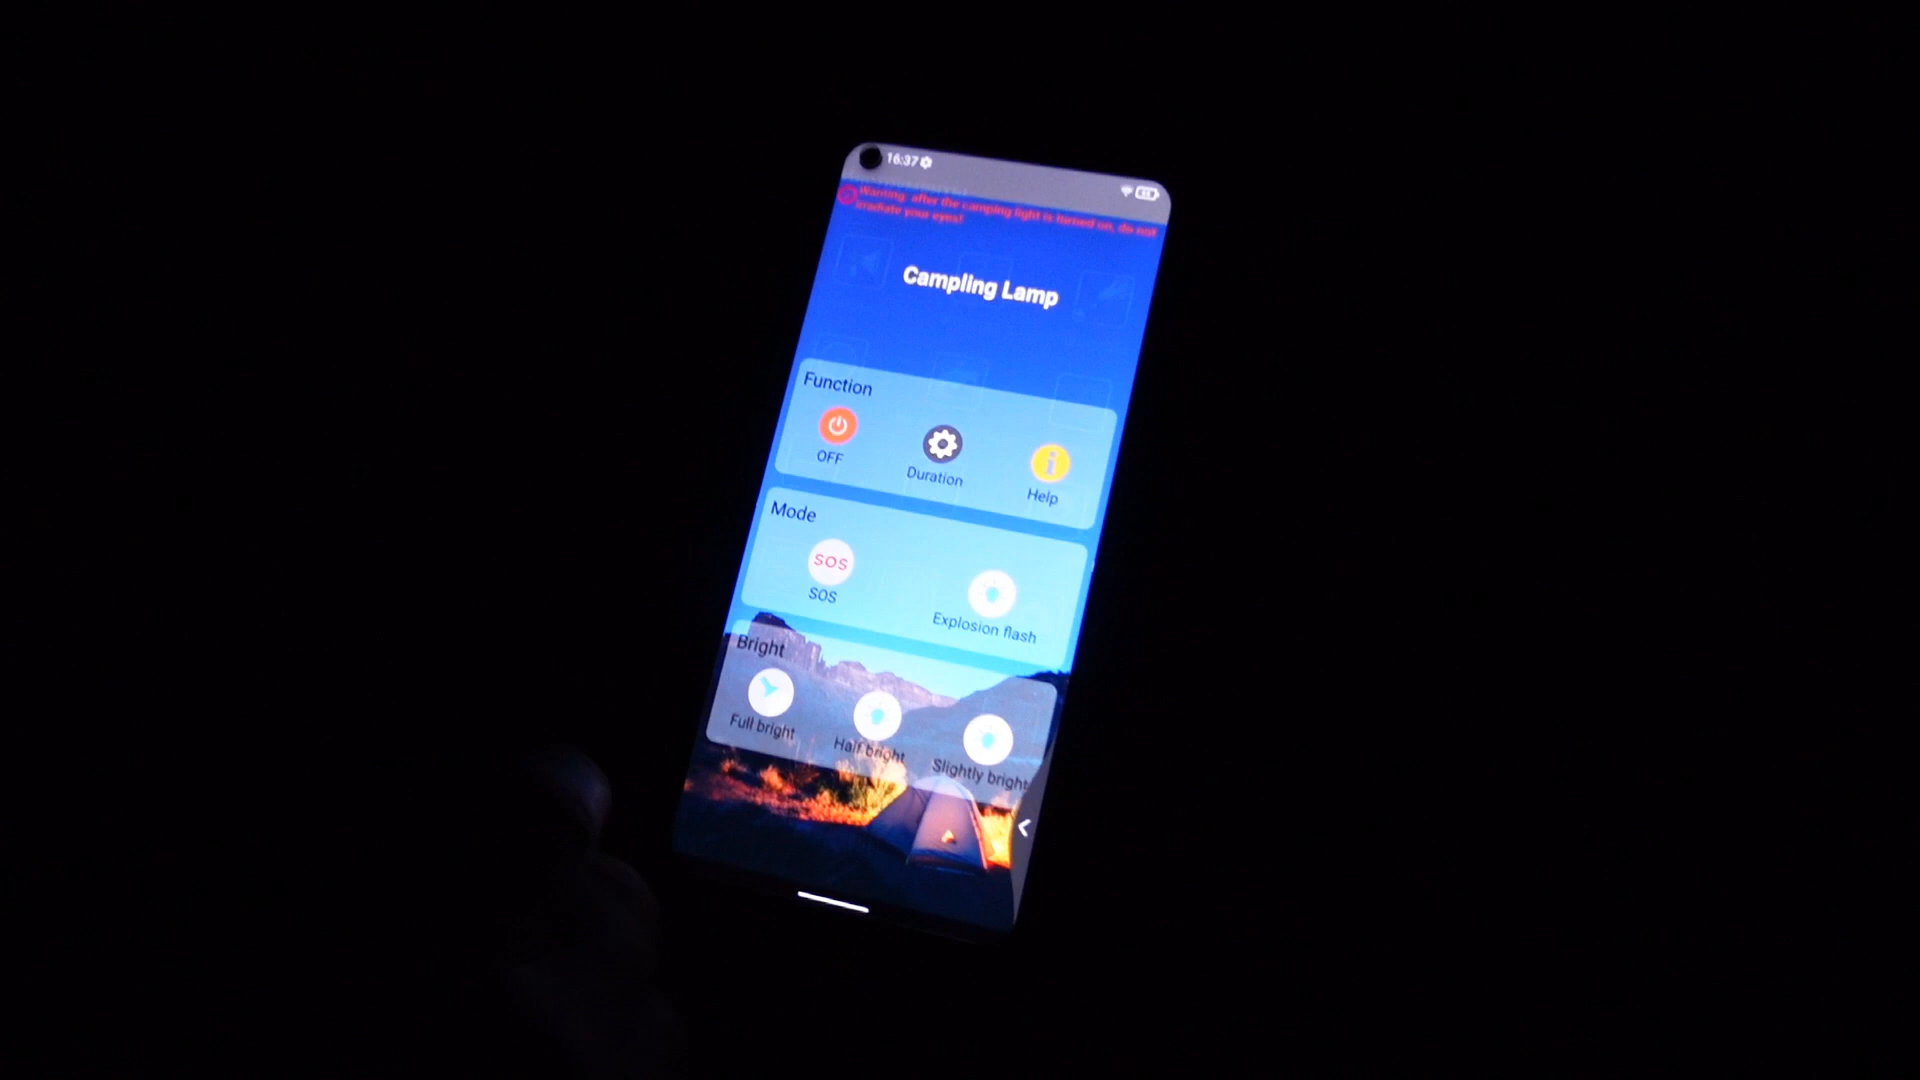 16:37
Warning: after the camping light is turned on, do not
irradiate your eyes!
Campling Lamp
Function
OFF Duration Help
Mode
SOS
SOS Explosion flash
Bright
Full bright Half bright Slightly bright